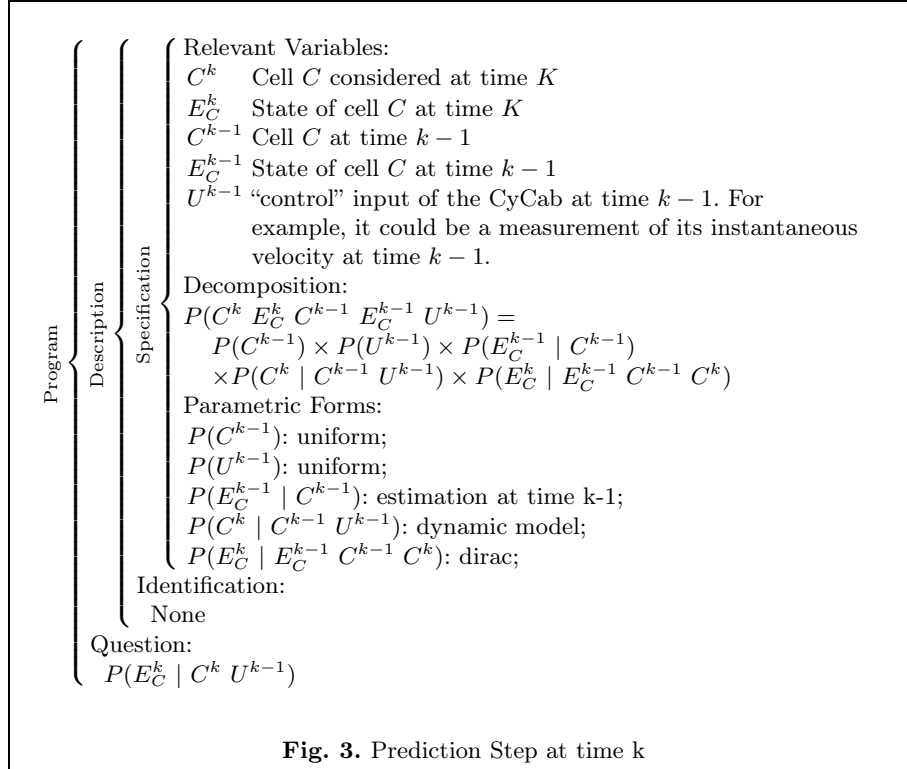 Program
Description
Specification
Relevant Variables:
C^k Cell C considered at time K
E_C^k State of cell C at time K
C^{k−1} Cell C at time k − 1
E_C^{k−1} State of cell C at time k − 1
U^{k−1} “control” input of the CyCab at time k − 1. For
example, it could be a measurement of its instantaneous
velocity at time k − 1.
Decomposition:
P(C^k E_C^k C^{k−1} E_C^{k−1} U^{k−1}) =
P(C^{k−1}) × P(U^{k−1}) × P(E_C^{k−1} | C^{k−1})
×P(C^k | C^{k−1} U^{k−1}) × P(E_C^k | E_C^{k−1} C^{k−1} C^k)
Parametric Forms:
P(C^{k−1}): uniform;
P(U^{k−1}): uniform;
P(E_C^{k−1} | C^{k−1}): estimation at time k-1;
P(C^k | C^{k−1} U^{k−1}): dynamic model;
P(E_C^k | E_C^{k−1} C^{k−1} C^k): dirac;
Identification:
None
Question:
P(E_C^k | C^k U^{k−1})
Fig. 3. Prediction Step at time k